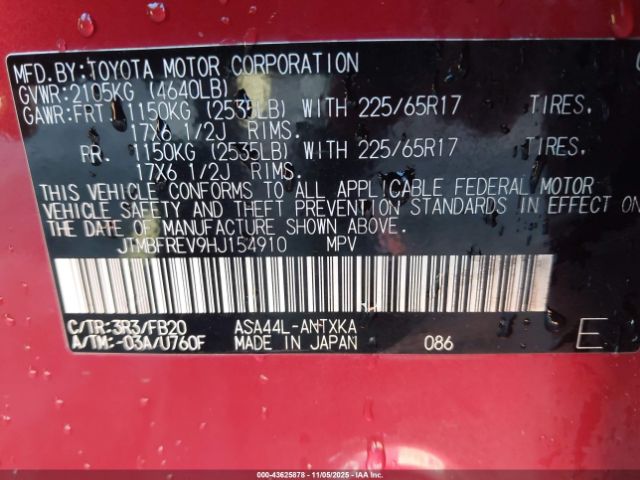 MFD.BY:TOYOTA MOTOR CORPORATION
GVWR:2105KG (4640LB)
GAWR:FRT 1150KG (2535LB) WITH 225/65R17 TIRES.
17X6 1/2J RIMS.
RR. 1150KG (2535LB) WITH 225/65R17 TIRES,
17X6 1/2J RIMS.
THIS VEHICLE CONFORMS TO ALL APPLICABLE FEDERAL MOTOR
VEHICLE SAFETY AND THEFT PREVENTION STANDARDS IN EFFECT ON
THE DATE OF MANUFACTURE SHOWN ABOVE.
JTMBFREV9HJ154910 MPV
C/TR:3R3/FB20 ASA44L-ANTXKA
A/TM:-03A/U760F MADE IN JAPAN 086 E
000-43625878 - 11/05/2025 - IAAI.COM